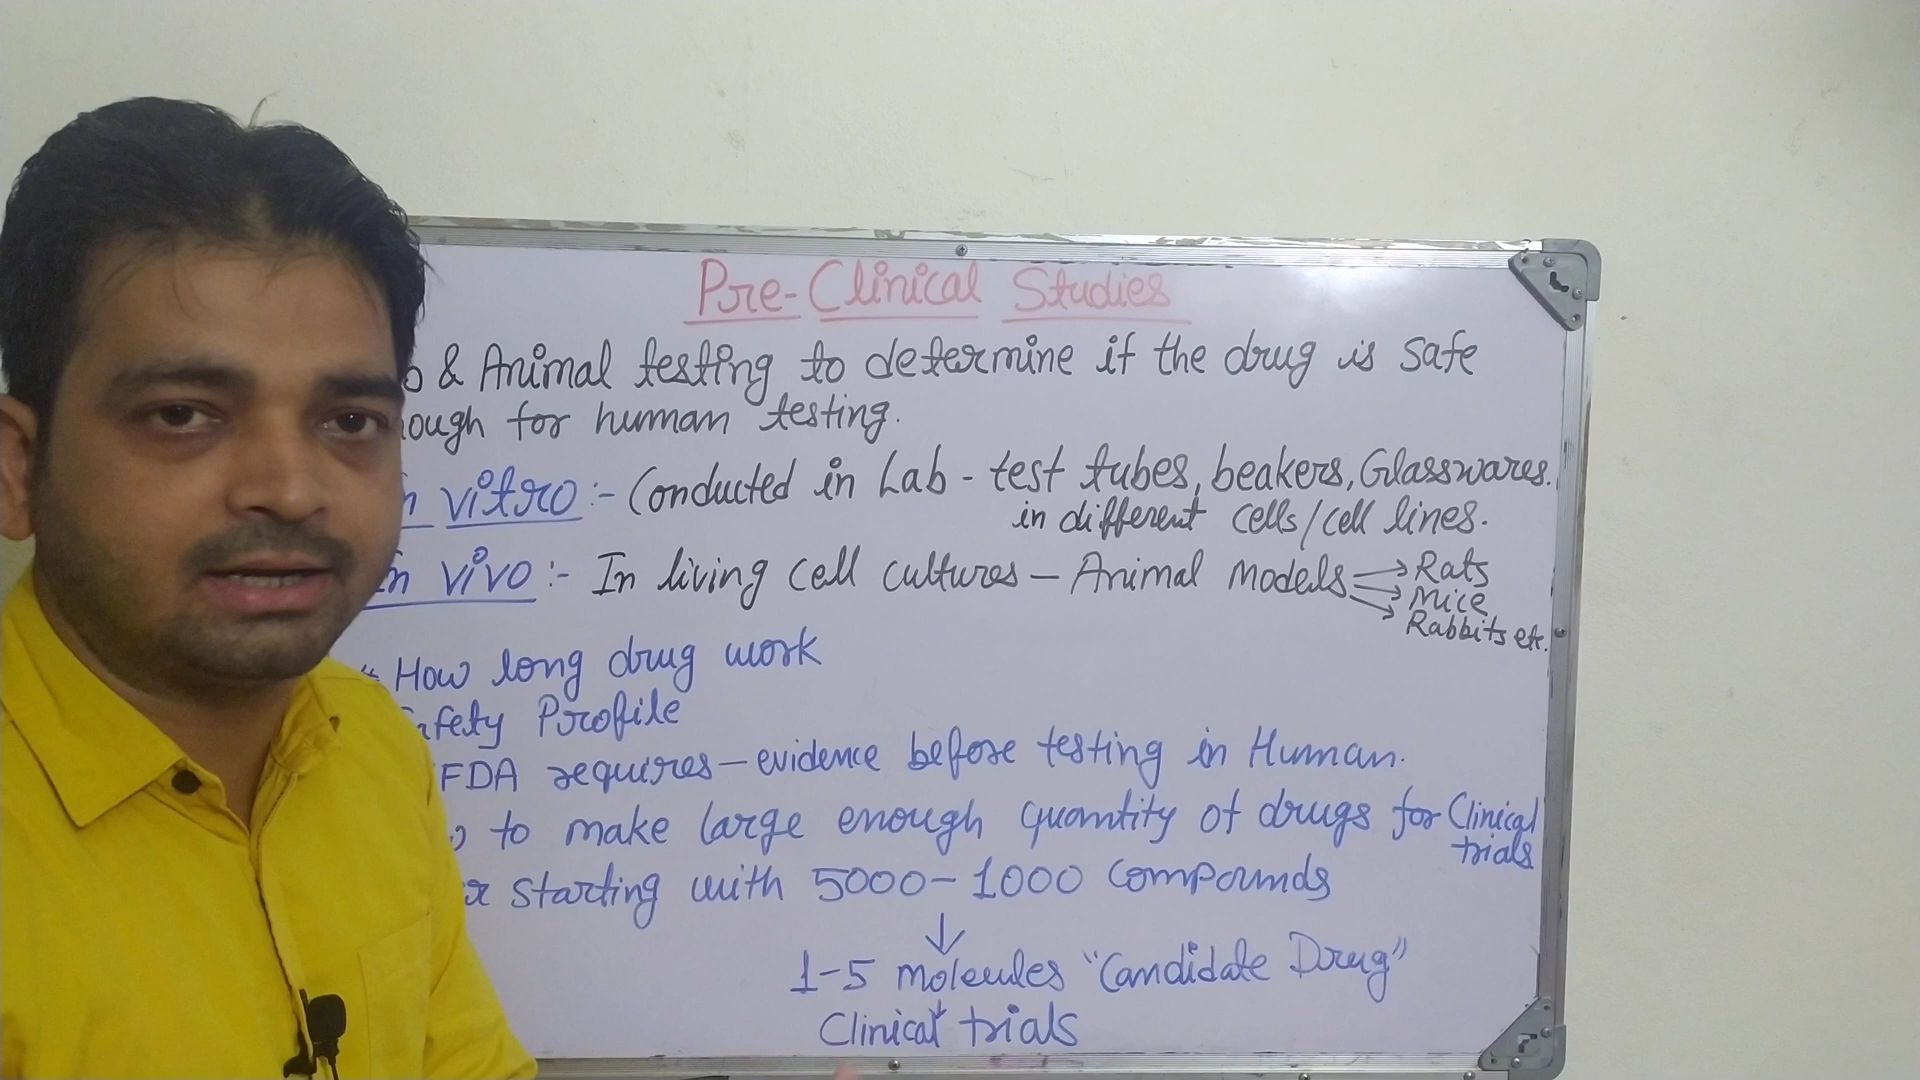 Pre-Clinical Studies
& Animal testing to determine if the drug is safe
for human testing.
vitro :- Conducted in Lab - test tubes, beakers, Glasswares.
in different cells/cell lines.
In vivo :- In living cell cultures - Animal models → Rats
→ Mice
→ Rabbits etc.
* How long drug work
Profile
FDA requires - evidence before testing in Human.
to make large enough quantity of drugs for Clinical
trials
starting with 5000-1000 compounds
↓
1-5 molecules "Candidate Drug"
Clinical trials